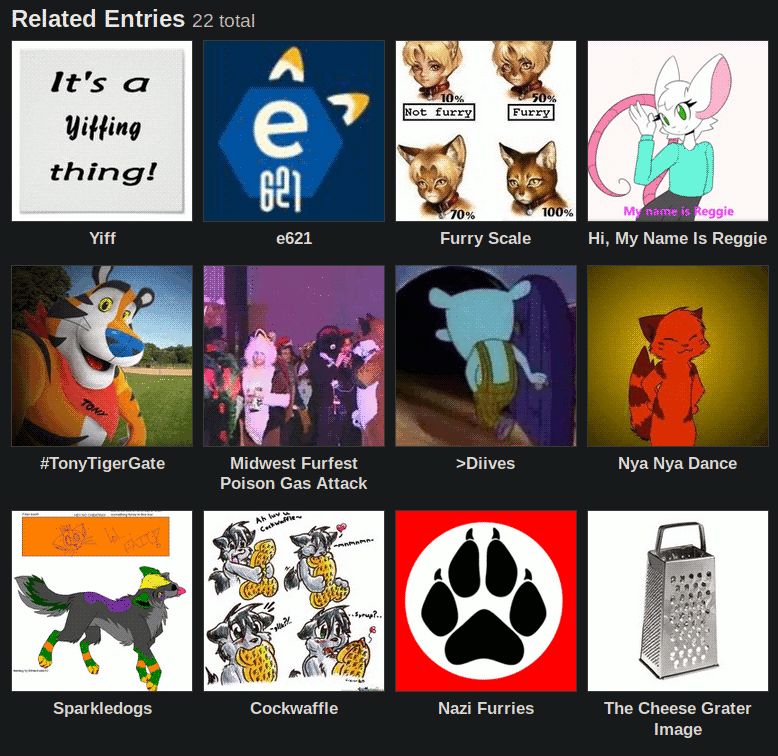 Related Entries 22 total
It's a
Yiffing
thing!
e
621
10%
50%
Not furry
Furry
70%
100%
My name is Reggie
Yiff
e621
Furry Scale
Hi, My Name Is Reggie
TONY
#TonyTigerGate
Midwest Furfest
Poison Gas Attack
>Diives
Nya Nya Dance
Ah luv u
Cockwaffle~
Sparkledogs
Cockwaffle
Nazi Furries
The Cheese Grater
Image